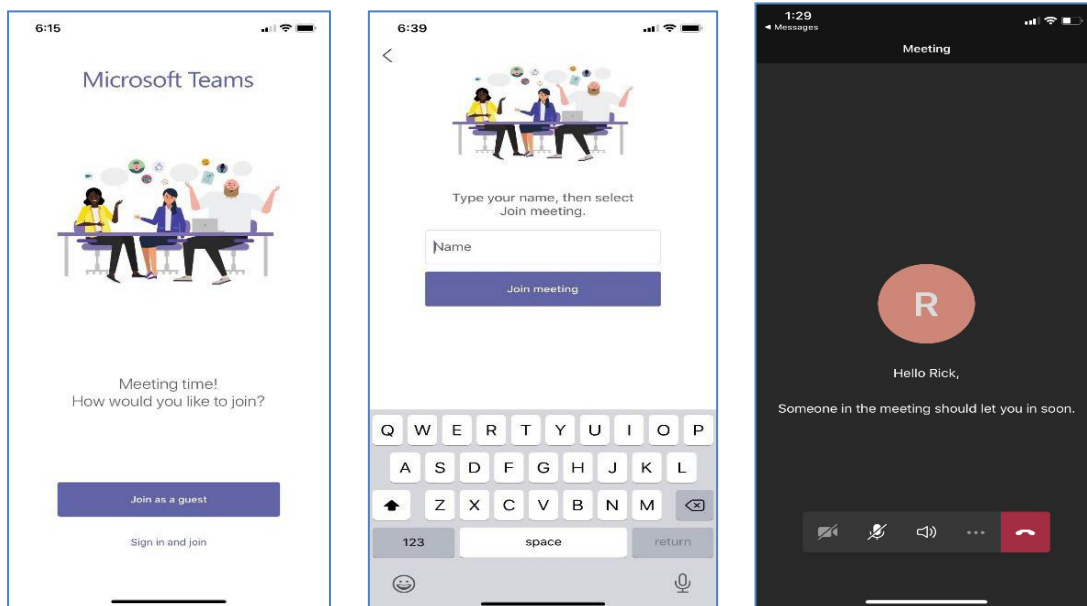 6:15
Microsoft Teams
Meeting time!
How would you like to join?
Join as a guest
Sign in and join
6:39
Type your name, then select
Join meeting.
Name
Join meeting
Q W E R T Y U I O P
A S D F G H J K L
Z X C V B N M
123 space return
1:29
Messages
Meeting
R
Hello Rick,
Someone in the meeting should let you in soon.